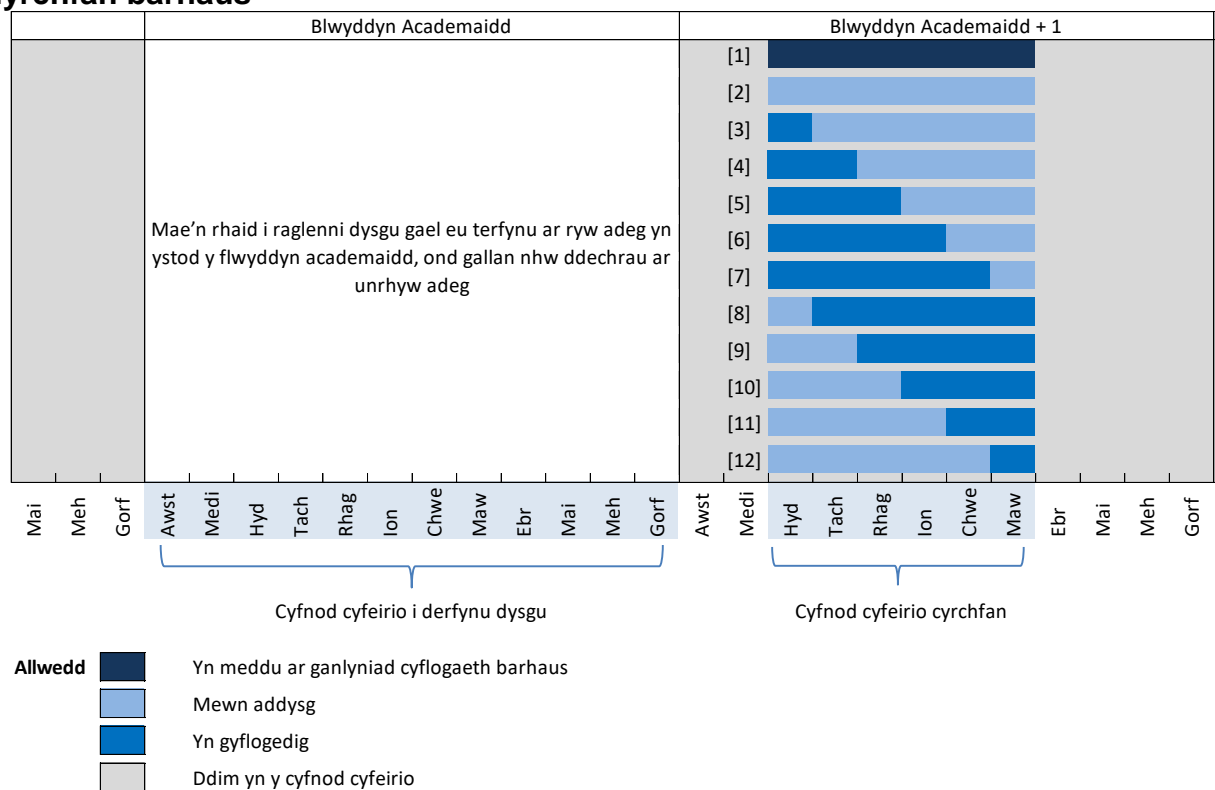 barhaus
Blwyddyn Academaidd
Blwyddyn Academaidd + 1
[1]
[2]
[3]
[4]
[5]
[6]
[7]
[8]
[9]
[10]
[11]
[12]
Mae'n rhaid i raglenni dysgu gael eu terfynu ar ryw adeg yn
ystod y flwyddyn academaidd, ond gallan nhw ddechrau ar
unrhyw adeg
Mai Meh Gorf Awst Medi Hyd Tach Rhag Ion Chwe Maw Ebr Mai Meh Gorf Awst Medi Hyd Tach Rhag Ion Chwe Maw Ebr Mai Meh Gorf
Cyfnod cyfeirio i derfynu dysgu
Cyfnod cyfeirio cyrchfan
Allwedd
Yn meddu ar ganlyniad cyflogaeth barhaus
Mewn addysg
Yn gyflogedig
Ddim yn y cyfnod cyfeirio